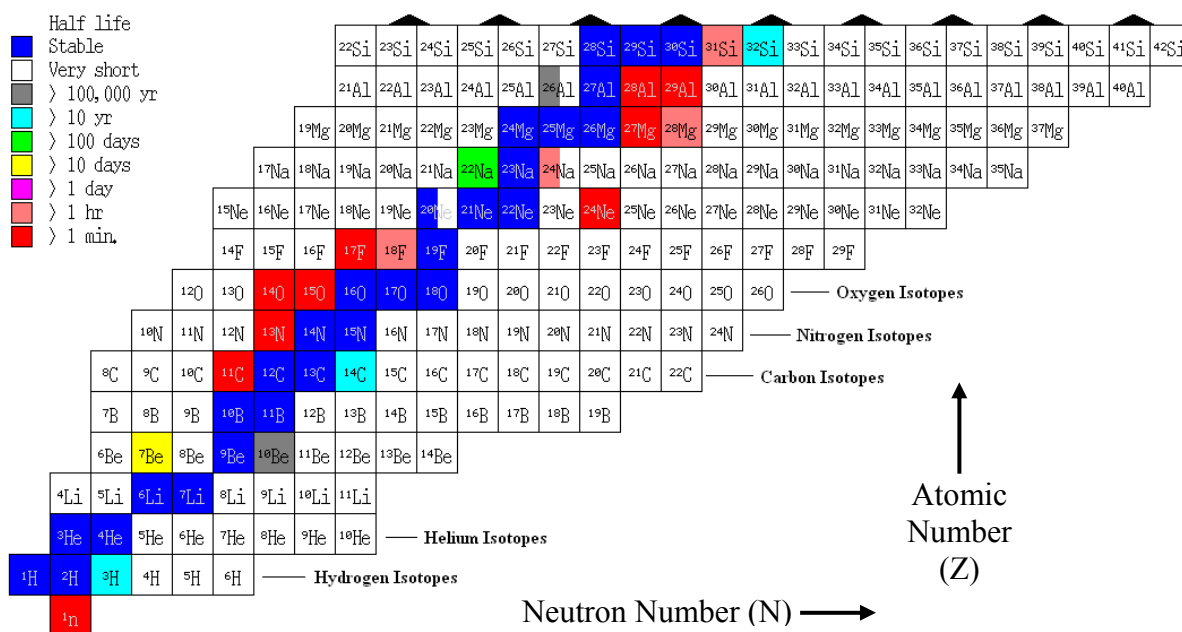 Half life
Stable
Very short
> 100,000 yr
> 10 yr
> 100 days
> 10 days
> 1 day
> 1 hr
> 1 min.
²²Si ²³Si ²⁴Si ²⁵Si ²⁶Si ²⁷Si ²⁸Si ²⁹Si ³⁰Si ³¹Si ³²Si ³³Si ³⁴Si ³⁵Si ³⁶Si ³⁷Si ³⁸Si ³⁹Si ⁴⁰Si ⁴¹Si ⁴²Si
²¹Al ²²Al ²³Al ²⁴Al ²⁵Al ²⁶Al ²⁷Al ²⁸Al ²⁹Al ³⁰Al ³¹Al ³²Al ³³Al ³⁴Al ³⁵Al ³⁶Al ³⁷Al ³⁸Al ³⁹Al ⁴⁰Al
¹⁹Mg ²⁰Mg ²¹Mg ²²Mg ²³Mg ²⁴Mg ²⁵Mg ²⁶Mg ²⁷Mg ²⁸Mg ²⁹Mg ³⁰Mg ³¹Mg ³²Mg ³³Mg ³⁴Mg ³⁵Mg ³⁶Mg ³⁷Mg
¹⁷Na ¹⁸Na ¹⁹Na ²⁰Na ²¹Na ²²Na ²³Na ²⁴Na ²⁵Na ²⁶Na ²⁷Na ²⁸Na ²⁹Na ³⁰Na ³¹Na ³²Na ³³Na ³⁴Na ³⁵Na
¹⁵Ne ¹⁶Ne ¹⁷Ne ¹⁸Ne ¹⁹Ne ²⁰Ne ²¹Ne ²²Ne ²³Ne ²⁴Ne ²⁵Ne ²⁶Ne ²⁷Ne ²⁸Ne ²⁹Ne ³⁰Ne ³¹Ne ³²Ne
¹⁴F ¹⁵F ¹⁶F ¹⁷F ¹⁸F ¹⁹F ²⁰F ²¹F ²²F ²³F ²⁴F ²⁵F ²⁶F ²⁷F ²⁸F ²⁹F
¹²O ¹³O ¹⁴O ¹⁵O ¹⁶O ¹⁷O ¹⁸O ¹⁹O ²⁰O ²¹O ²²O ²³O ²⁴O ²⁵O ²⁶O Oxygen Isotopes
¹⁰N ¹¹N ¹²N ¹³N ¹⁴N ¹⁵N ¹⁶N ¹⁷N ¹⁸N ¹⁹N ²⁰N ²¹N ²²N ²³N ²⁴N Nitrogen Isotopes
⁸C ⁹C ¹⁰C ¹¹C ¹²C ¹³C ¹⁴C ¹⁵C ¹⁶C ¹⁷C ¹⁸C ¹⁹C ²⁰C ²¹C ²²C Carbon Isotopes
⁷B ⁸B ⁹B ¹⁰B ¹¹B ¹²B ¹³B ¹⁴B ¹⁵B ¹⁶B ¹⁷B ¹⁸B ¹⁹B
⁶Be ⁷Be ⁸Be ⁹Be ¹⁰Be ¹¹Be ¹²Be ¹³Be ¹⁴Be
⁴Li ⁵Li ⁶Li ⁷Li ⁸Li ⁹Li ¹⁰Li ¹¹Li
³He ⁴He ⁵He ⁶He ⁷He ⁸He ⁹He ¹⁰He Helium Isotopes
¹H ²H ³H ⁴H ⁵H ⁶H Hydrogen Isotopes
¹n
Atomic
Number
(Z)
Neutron Number (N)